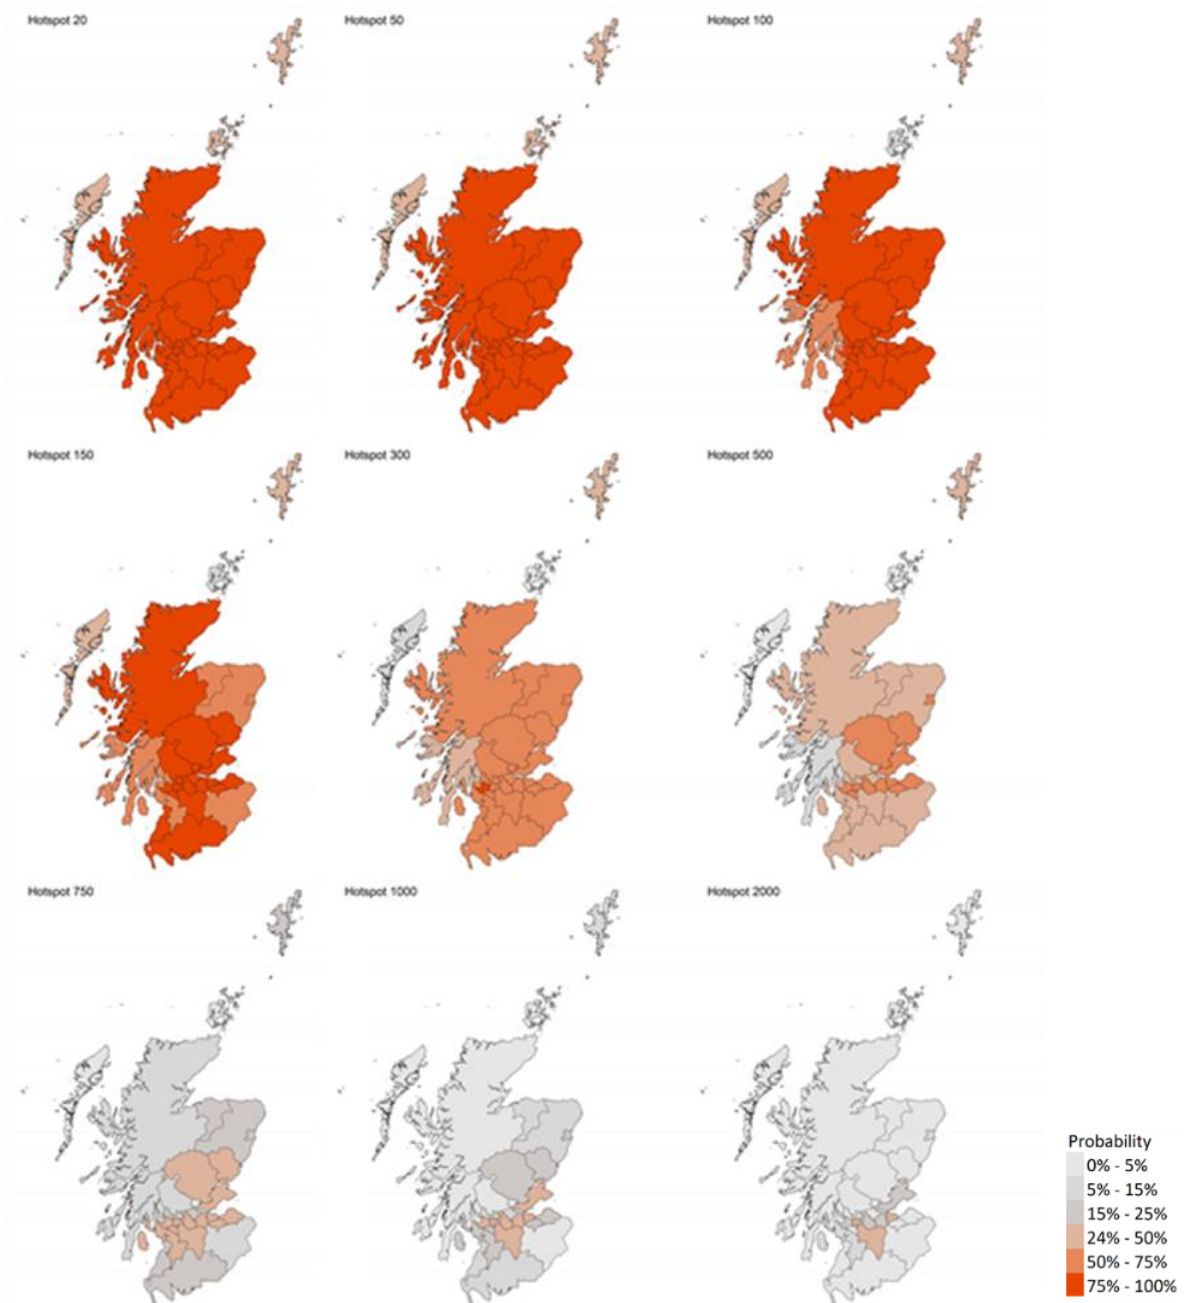 Hotspot 20
Hotspot 50
Hotspot 100
Hotspot 150
Hotspot 300
Hotspot 500
Hotspot 750
Hotspot 1000
Hotspot 2000
Probability
0% - 5%
5% - 15%
15% - 25%
24% - 50%
50% - 75%
75% - 100%